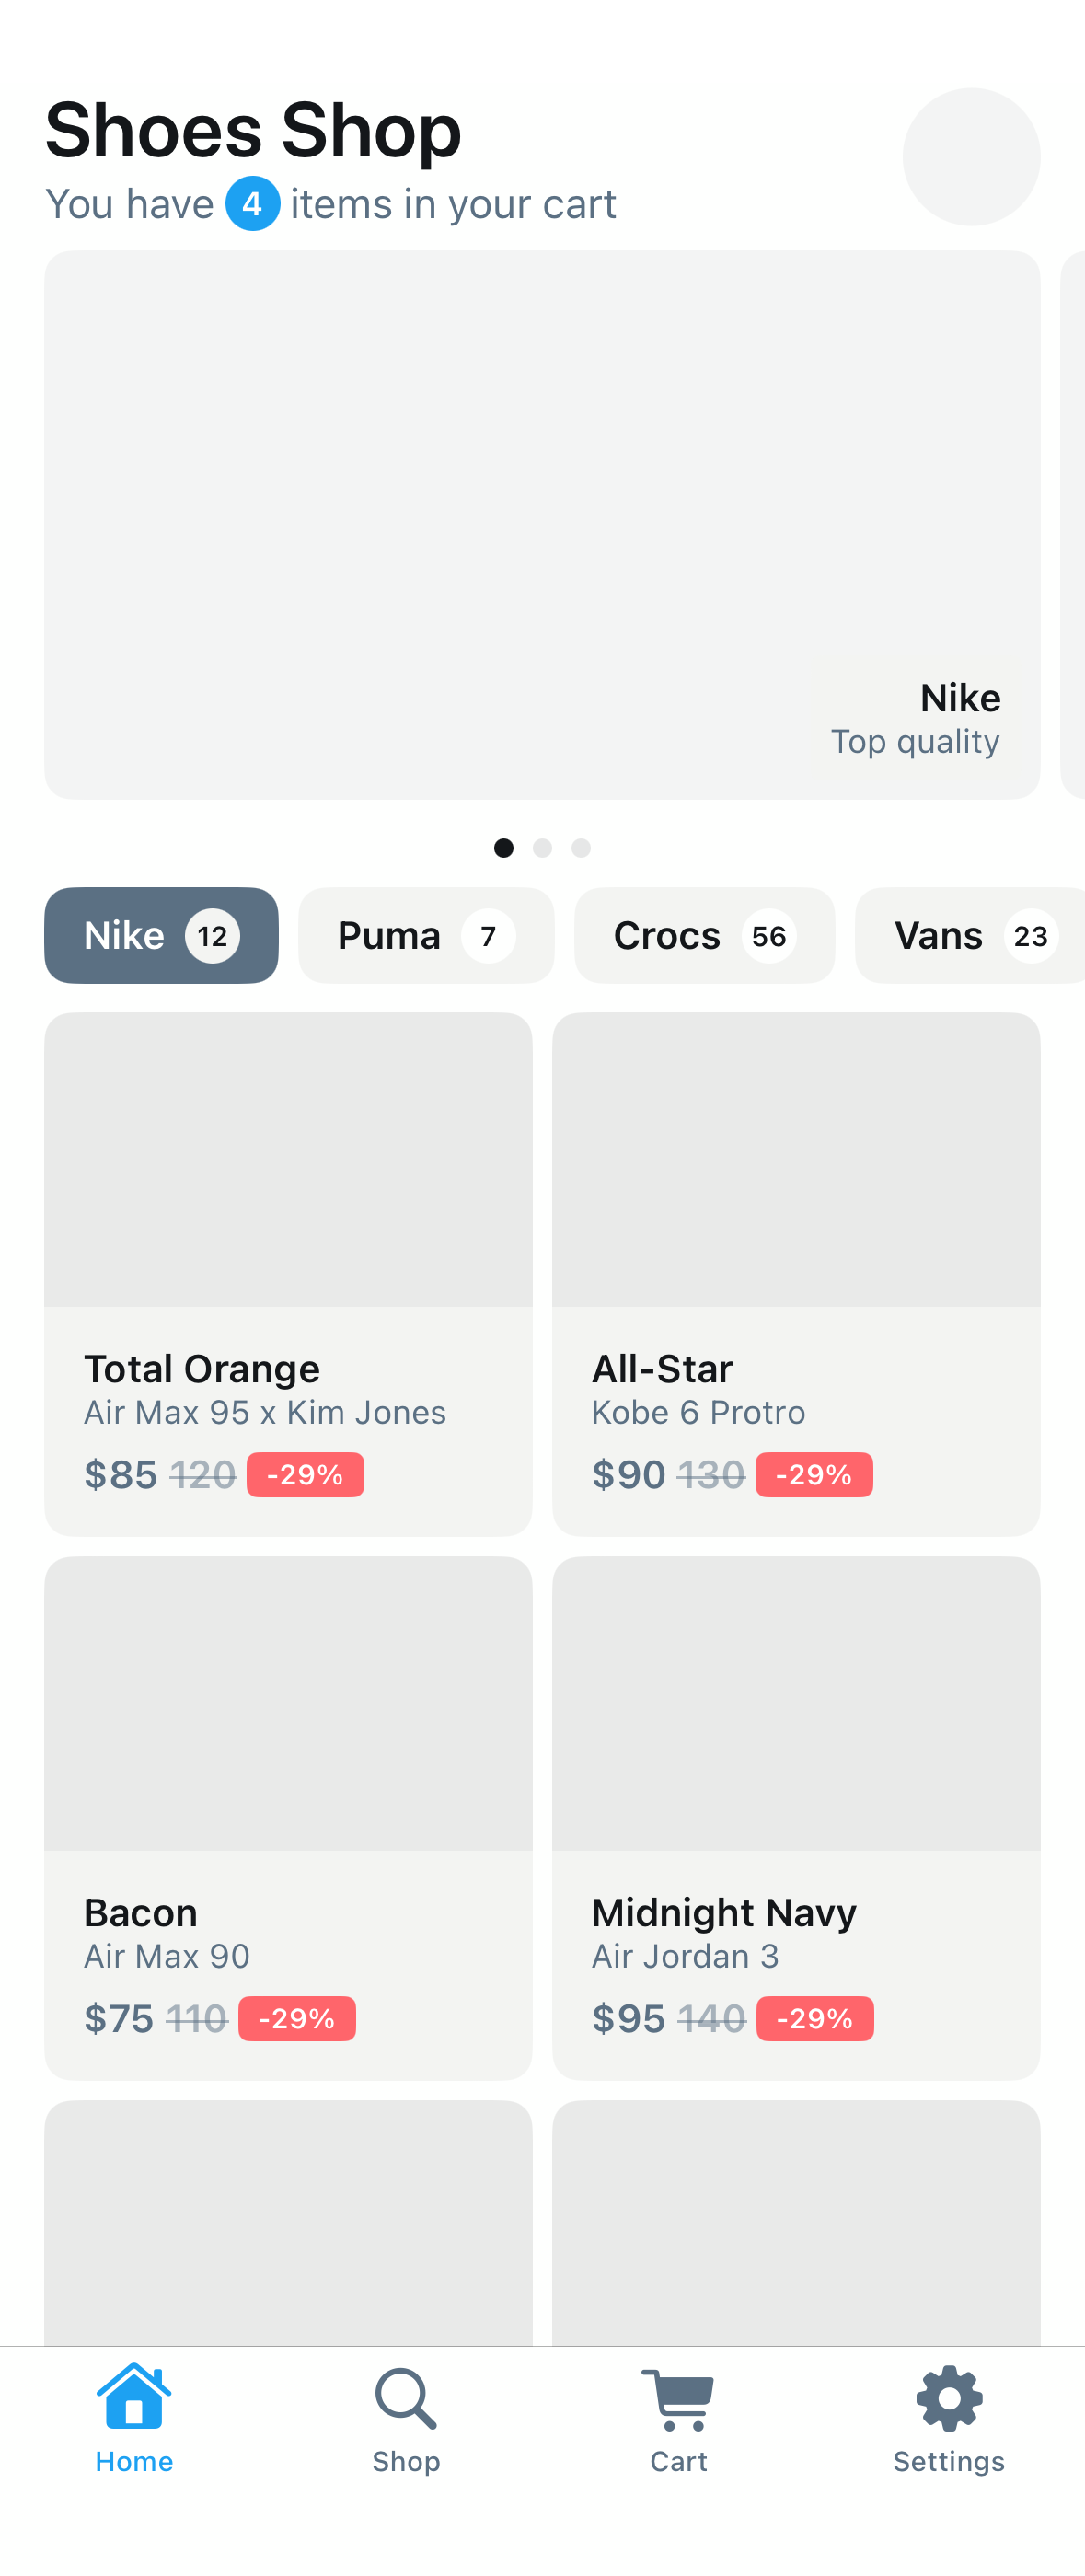 Shoes Shop
You have 4 items in your cart
Nike
Top quality
Nike 12 Puma 7 Crocs 56 Vans 23
Total Orange
Air Max 95 x Kim Jones
$85 120 -29%
All-Star
Kobe 6 Protro
$90 130 -29%
Bacon
Air Max 90
$75 110 -29%
Midnight Navy
Air Jordan 3
$95 140 -29%
Home Shop Cart Settings